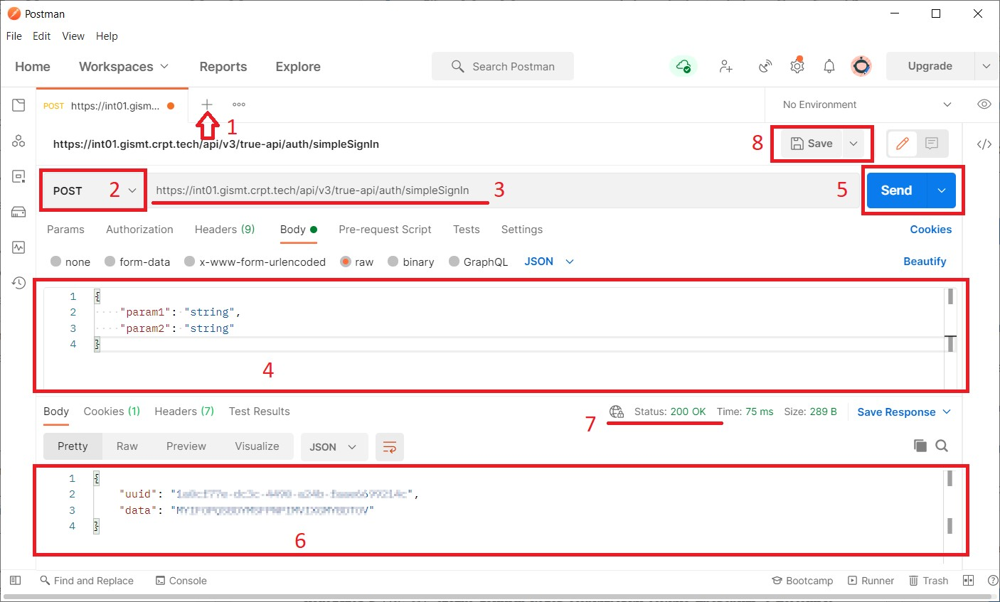 Postman
File Edit View Help
Home Workspaces Reports Explore Search Postman Upgrade
POST https://int01.gism... No Environment
1
https://int01.gismt.crpt.tech/api/v3/true-api/auth/simpleSignIn 8 Save
POST 2 https://int01.gismt.crpt.tech/api/v3/true-api/auth/simpleSignIn 3 5 Send
Params Authorization Headers (9) Body Pre-request Script Tests Settings Cookies
none form-data x-www-form-urlencoded raw binary GraphQL JSON Beautify
1 {
2 "param1": "string",
3 "param2": "string"
4 }
4
Body Cookies (1) Headers (7) Test Results Status: 200 OK Time: 75 ms Size: 289 B Save Response
7
Pretty Raw Preview Visualize JSON
1 {
2 "uuid": "
3 "data": "
4 }
6
Find and Replace Console Bootcamp Runner Trash